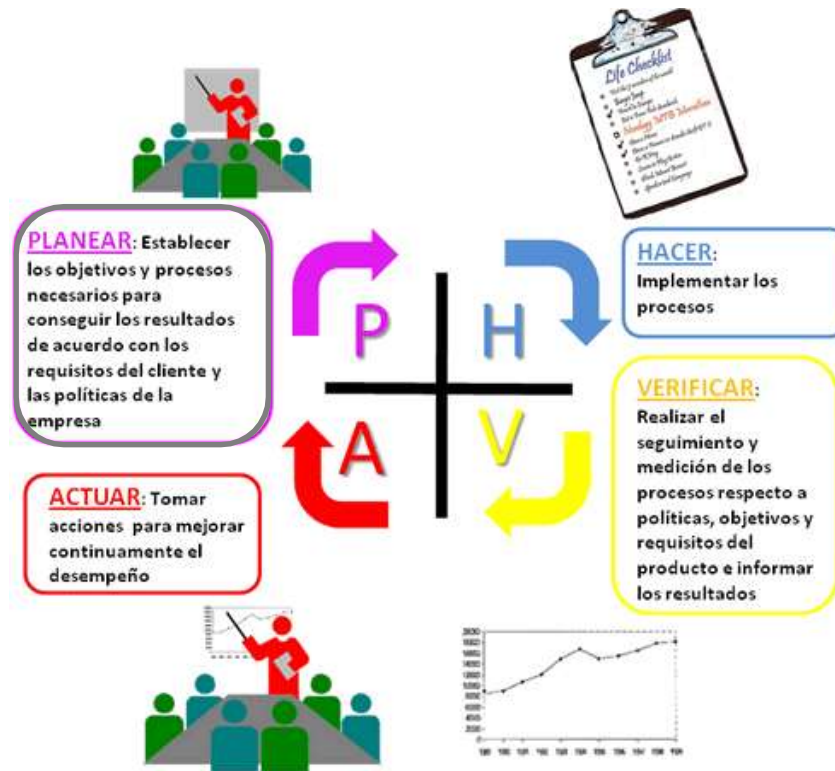 Life Checklist
PLANEAR: Establecer
los objetivos y procesos
necesarios para
conseguir los resultados
de acuerdo con los
requisitos del cliente y
las políticas de la
empresa
P
H
HACER:
Implementar los
procesos
A
V
VERIFICAR:
Realizar el
seguimiento y
medición de los
procesos respecto a
políticas, objetivos y
requisitos del
producto e informar
los resultados
ACTUAR: Tomar
acciones para mejorar
continuamente el
desempeño